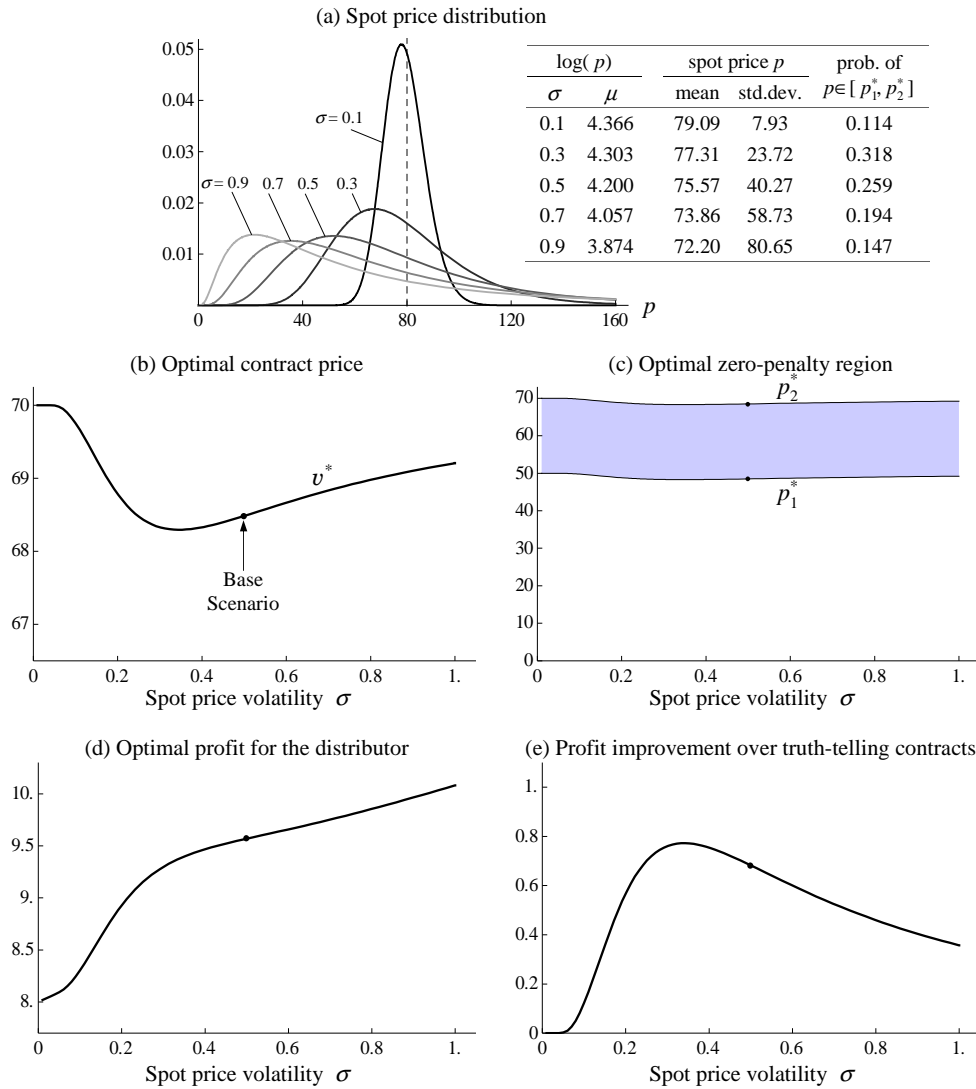 (a) Spot price distribution
0.05
0.04
0.03
0.02
0.01
σ= 0.1
σ= 0.9
0.7
0.5
0.3
0
40
80
120
160
p
log( p )
spot price p
prob. of
p∈[ p₁*, p₂* ]
σ μ mean std.dev.
0.1 4.366 79.09 7.93 0.114
0.3 4.303 77.31 23.72 0.318
0.5 4.200 75.57 40.27 0.259
0.7 4.057 73.86 58.73 0.194
0.9 3.874 72.20 80.65 0.147
(b) Optimal contract price
70
69
68
67
v*
Base
Scenario
0 0.2 0.4 0.6 0.8 1.
Spot price volatility σ
(c) Optimal zero-penalty region
p₂*
p₁*
70
60
50
40
30
20
10
0
0 0.2 0.4 0.6 0.8 1.
Spot price volatility σ
(d) Optimal profit for the distributor
10.
9.5
9.
8.5
8.
0 0.2 0.4 0.6 0.8 1.
Spot price volatility σ
(e) Profit improvement over truth-telling contracts
1.
0.8
0.6
0.4
0.2
0
0 0.2 0.4 0.6 0.8 1.
Spot price volatility σ